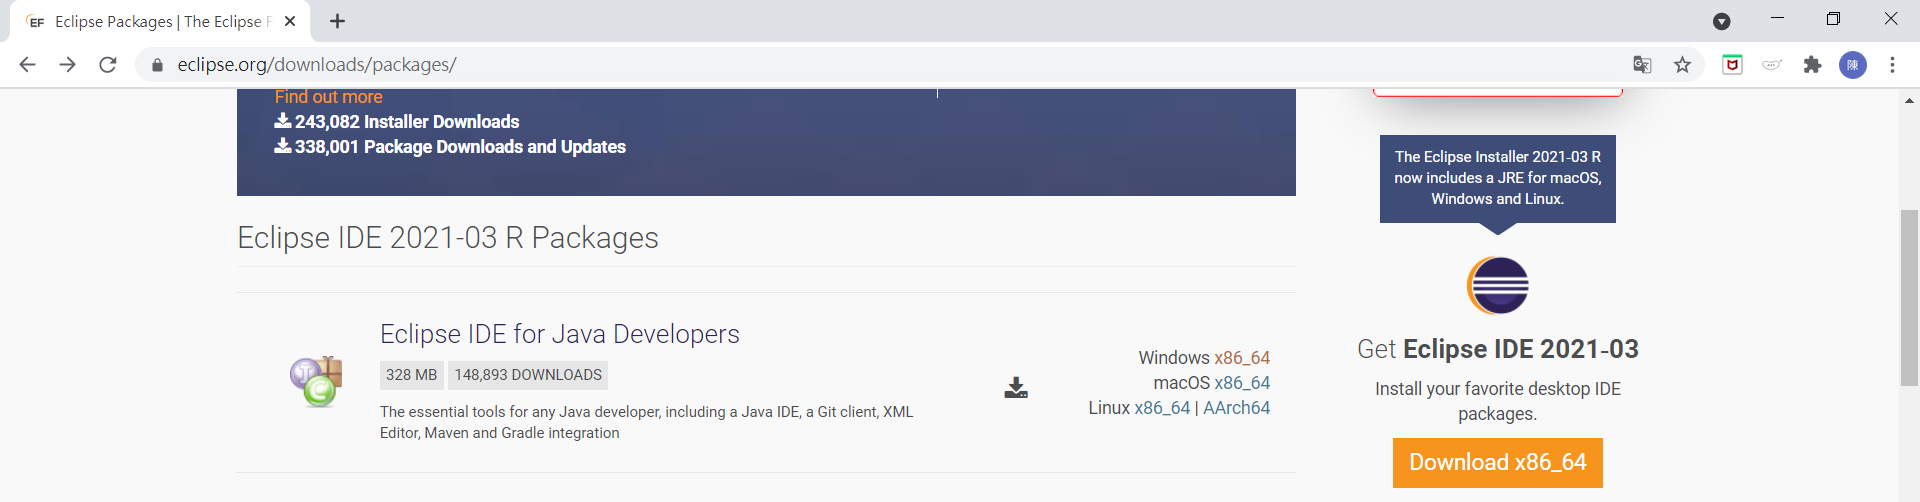 EF Eclipse Packages | The Eclipse F
eclipse.org/downloads/packages/
陳
Find out more
243,082 Installer Downloads
338,001 Package Downloads and Updates
Eclipse IDE 2021-03 R Packages
Eclipse IDE for Java Developers
328 MB 148,893 DOWNLOADS
The essential tools for any Java developer, including a Java IDE, a Git client, XML
Editor, Maven and Gradle integration
Windows x86_64
macOS x86_64
Linux x86_64 | AArch64
The Eclipse Installer 2021-03 R
now includes a JRE for macOS,
Windows and Linux.
Get Eclipse IDE 2021-03
Install your favorite desktop IDE
packages.
Download x86_64